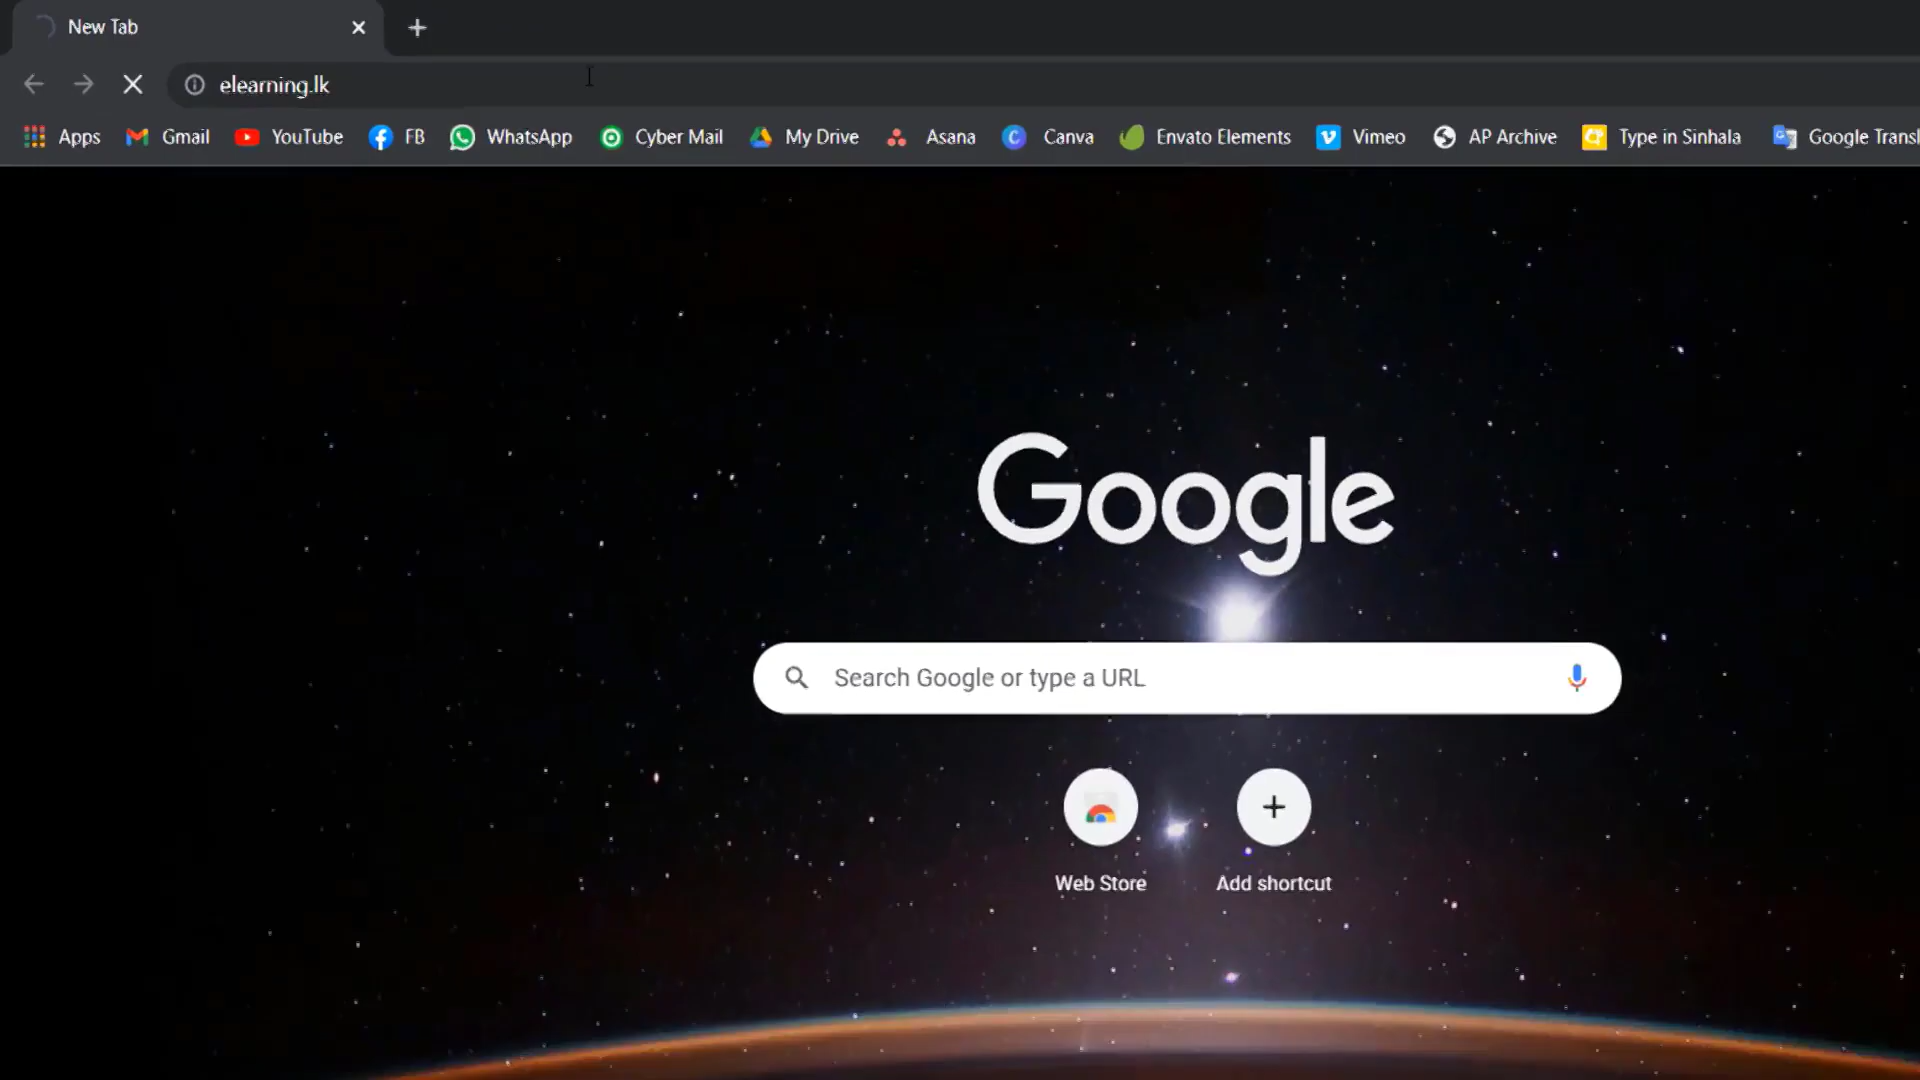 New Tab
elearning.lk
Apps Gmail YouTube FB WhatsApp Cyber Mail My Drive Asana Canva Envato Elements Vimeo AP Archive Type in Sinhala Google Transl
Google
Search Google or type a URL
Web Store Add shortcut